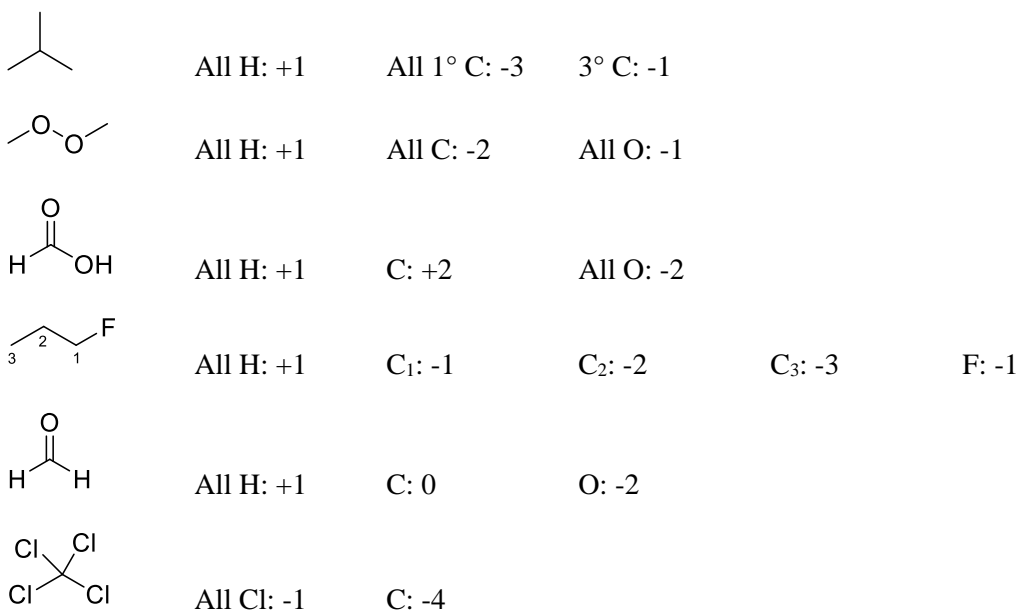 All H: +1 All 1° C: -3 3° C: -1
O O
All H: +1 All C: -2 All O: -1
O
H OH
All H: +1 C: +2 All O: -2
F
3 2 1
All H: +1 C₁: -1 C₂: -2 C₃: -3 F: -1
O
H H
All H: +1 C: 0 O: -2
Cl Cl
Cl Cl
All Cl: -1 C: -4